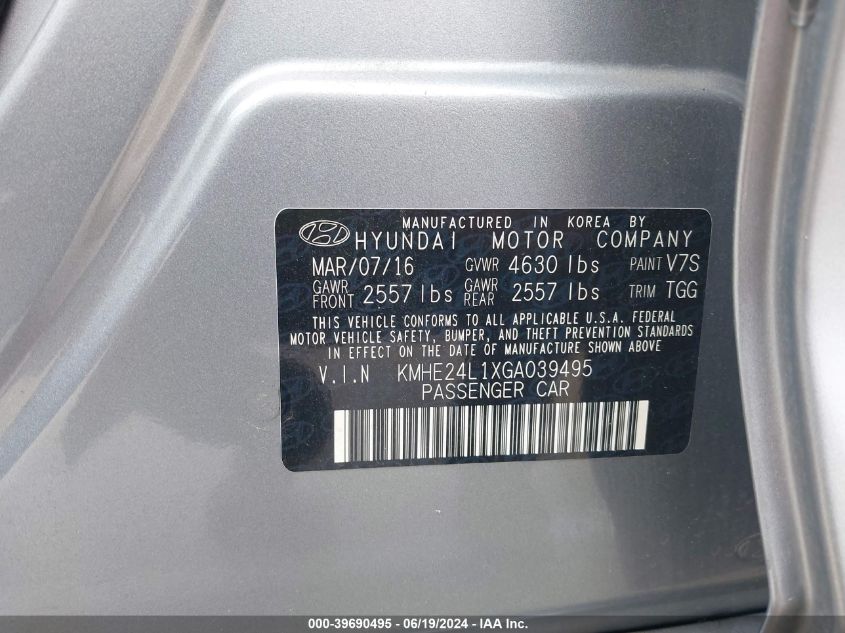 MANUFACTURED IN KOREA BY
HYUNDAI MOTOR COMPANY
MAR/07/16 GVWR 4630 lbs PAINT V7S
GAWR FRONT 2557 lbs GAWR REAR 2557 lbs TRIM TGG
THIS VEHICLE CONFORMS TO ALL APPLICABLE U.S.A. FEDERAL
MOTOR VEHICLE SAFETY, BUMPER, AND THEFT PREVENTION STANDARDS
IN EFFECT ON THE DATE OF MANUFACTURE SHOWN ABOVE
V.I.N KMHE24L1XGA039495
PASSENGER CAR
000-39690495 - 06/19/2024 - IAA Inc.